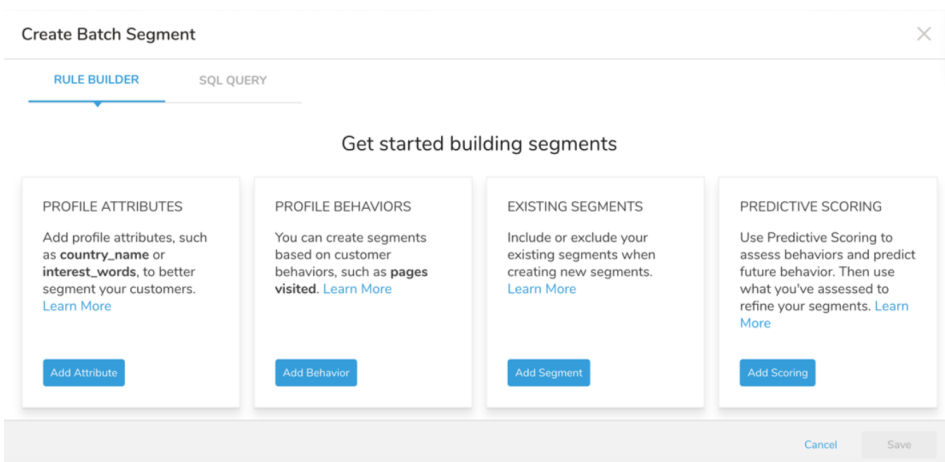 Create Batch Segment
RULE BUILDER
SQL QUERY
Get started building segments
PROFILE ATTRIBUTES
Add profile attributes, such
as country_name or
interest_words, to better
segment your customers.
Learn More
Add Attribute
PROFILE BEHAVIORS
You can create segments
based on customer
behaviors, such as pages
visited. Learn More
Add Behavior
EXISTING SEGMENTS
Include or exclude your
existing segments when
creating new segments.
Learn More
Add Segment
PREDICTIVE SCORING
Use Predictive Scoring to
assess behaviors and predict
future behavior. Then use
what you've assessed to
refine your segments. Learn
More
Add Scoring
Cancel
Save